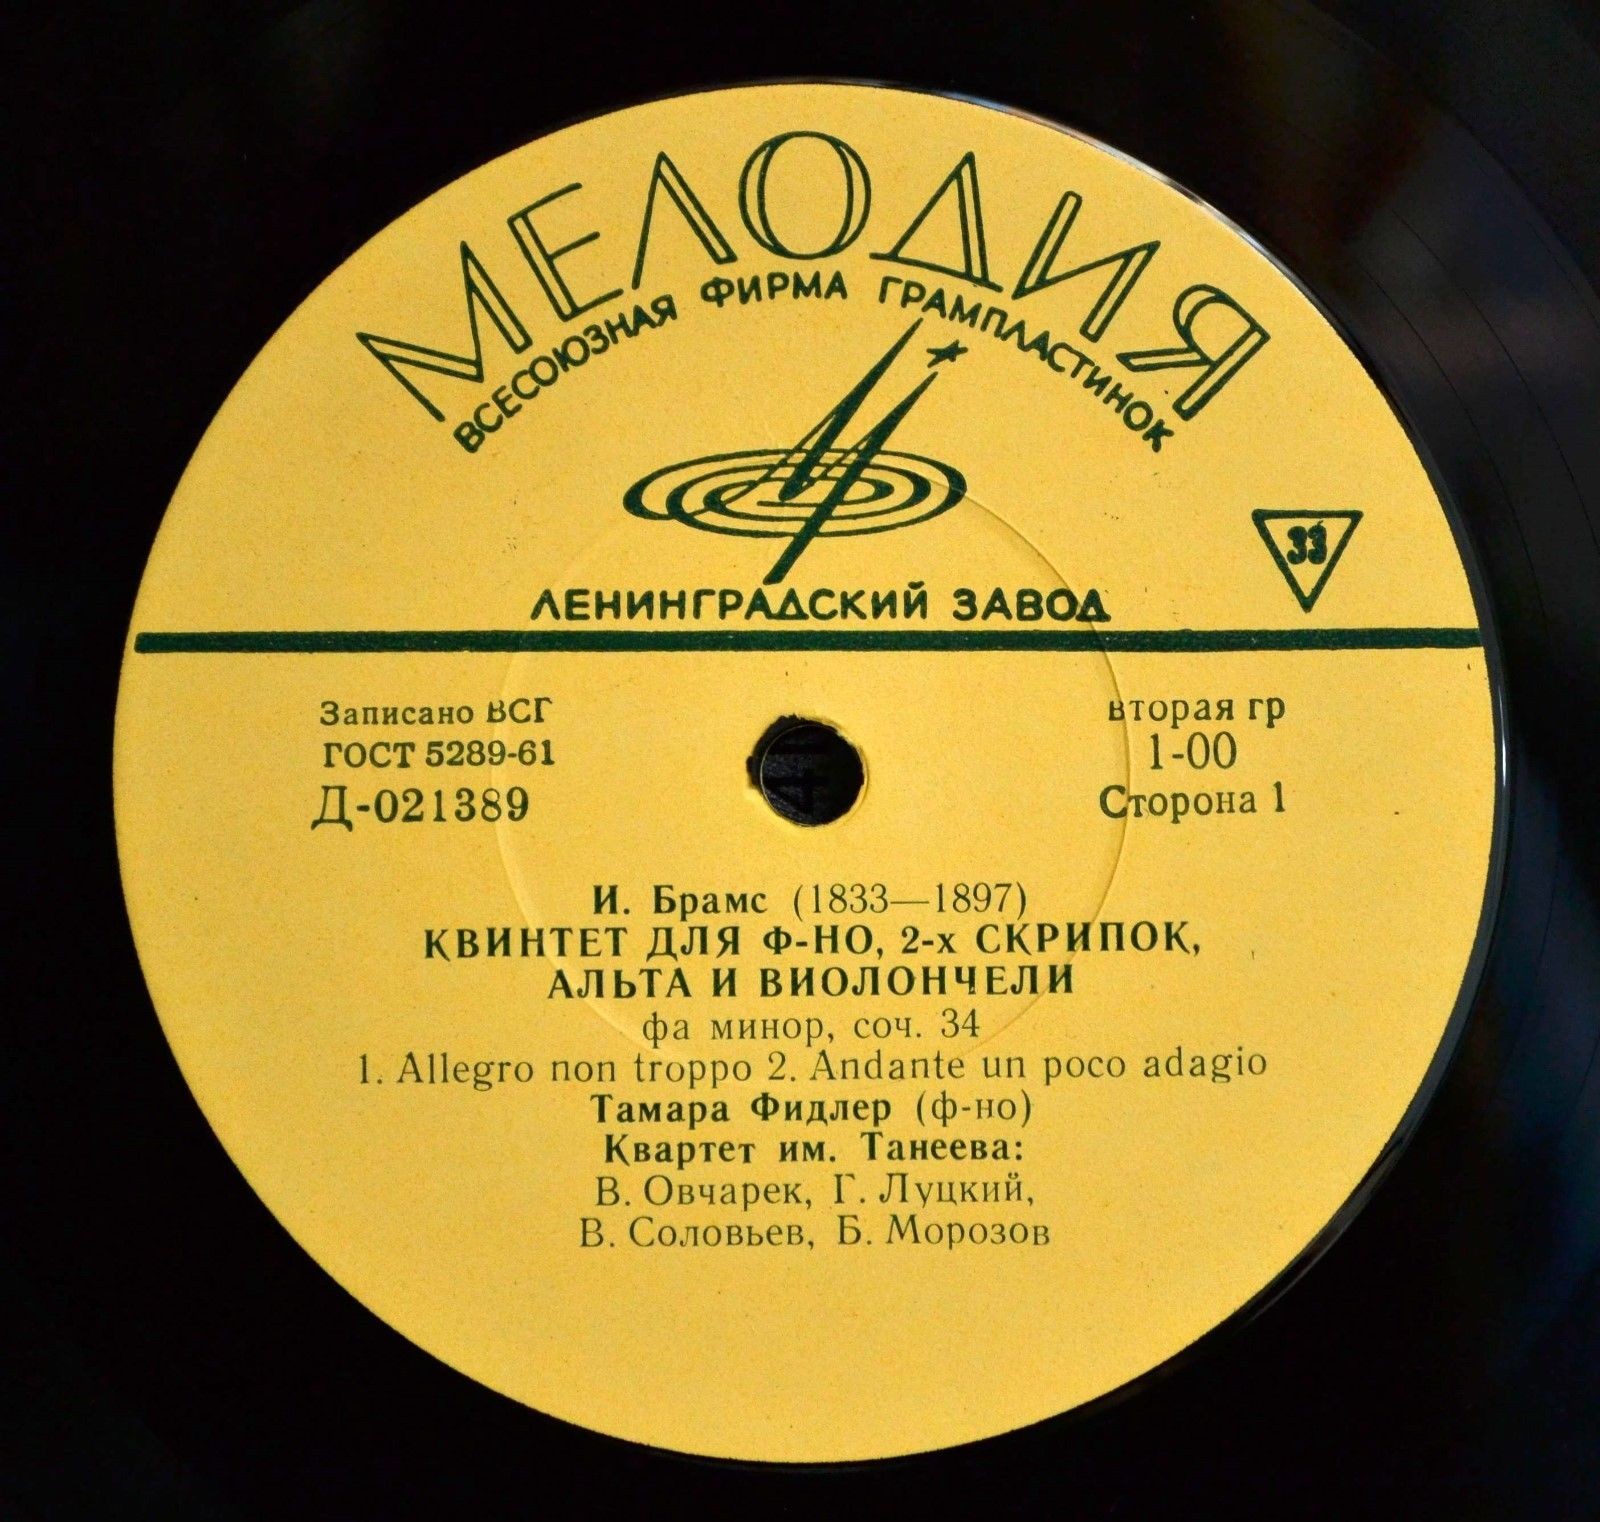 МЕЛОДИЯ
ВСЕСОЮЗНАЯ ФИРМА ГРАМПЛАСТИНОК
33
ЛЕНИНГРАДСКИЙ ЗАВОД
Записано ВСГ
ГОСТ 5289-61
Д-021389
вторая гр
1-00
Сторона 1
И. Брамс (1833—1897)
КВИНТЕТ ДЛЯ Ф-НО, 2-х СКРИПОК,
АЛЬТА И ВИОЛОНЧЕЛИ
фа минор, соч. 34
1. Allegro non troppo 2. Andante un poco adagio
Тамара Фидлер (ф-но)
Квартет им. Танеева:
В. Овчарек, Г. Луцкий,
В. Соловьев, Б. Морозов